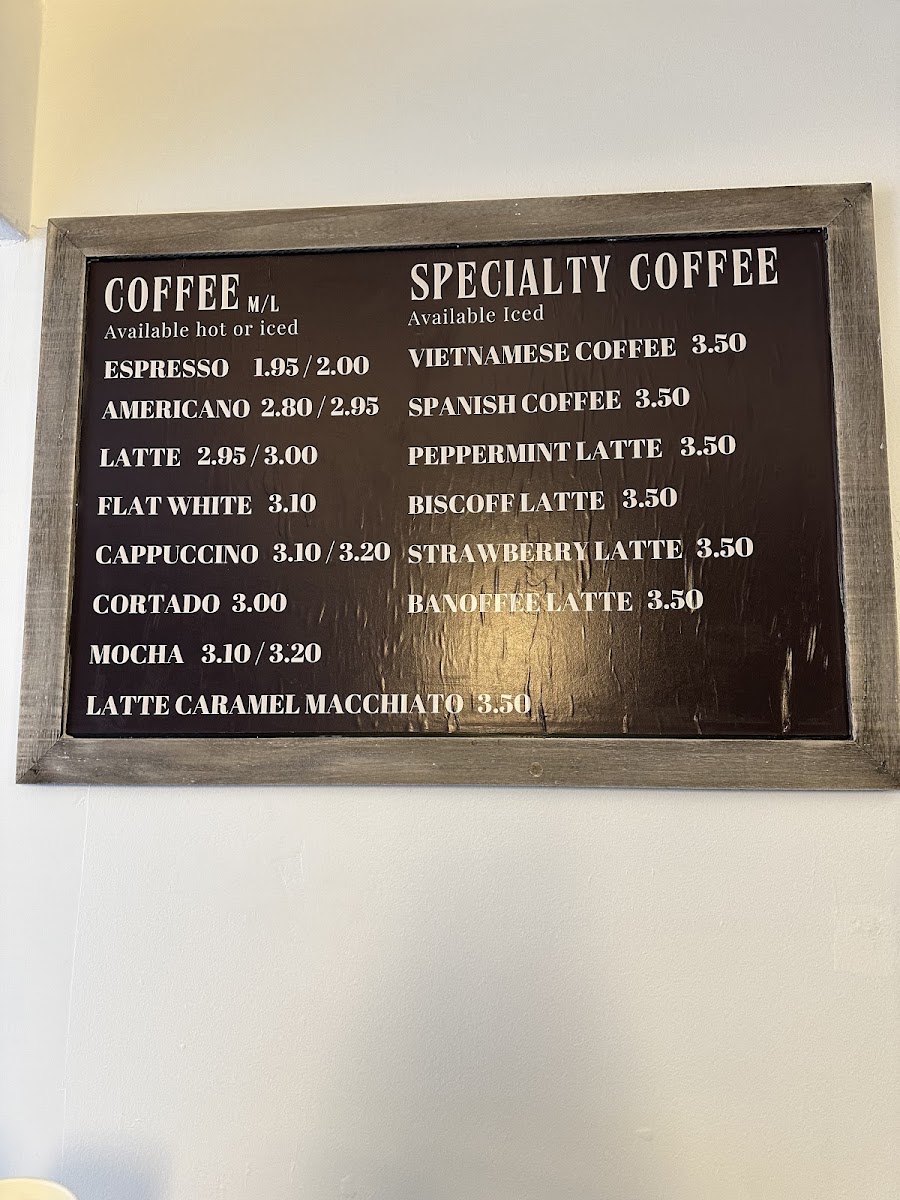 COFFEE M/L
Available hot or iced
ESPRESSO 1.95 / 2.00
AMERICANO 2.80 / 2.95
LATTE 2.95 / 3.00
FLAT WHITE 3.10
CAPPUCCINO 3.10 / 3.20
CORTADO 3.00
MOCHA 3.10 / 3.20
LATTE CARAMEL MACCHIATO 3.50
SPECIALTY COFFEE
Available Iced
VIETNAMESE COFFEE 3.50
SPANISH COFFEE 3.50
PEPPERMINT LATTE 3.50
BISCOFF LATTE 3.50
STRAWBERRY LATTE 3.50
BANOFFEE LATTE 3.50